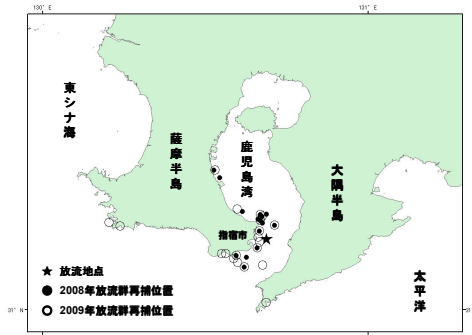 130° E
131° E
東シナ海
薩摩半島
鹿児島湾
大隅半島
指宿市
太平洋
★ 放流地点
● 2008年放流群再捕位置
○ 2009年放流群再捕位置
31° N